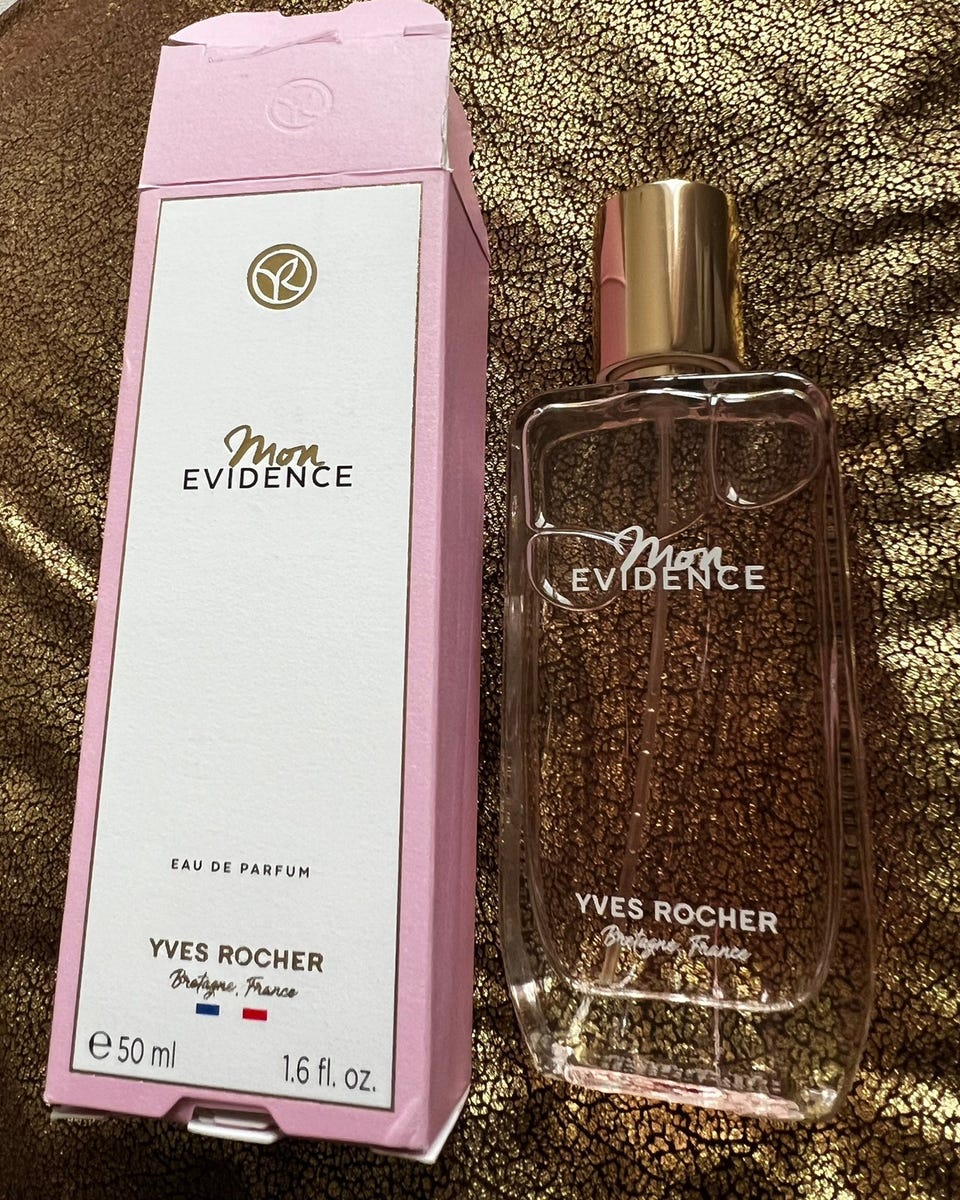 Mon
EVIDENCE
EAU DE PARFUM
YVES ROCHER
Bretagne, France
℮ 50 ml
1.6 fl. oz.
Mon
EVIDENCE
YVES ROCHER
Bretagne, France